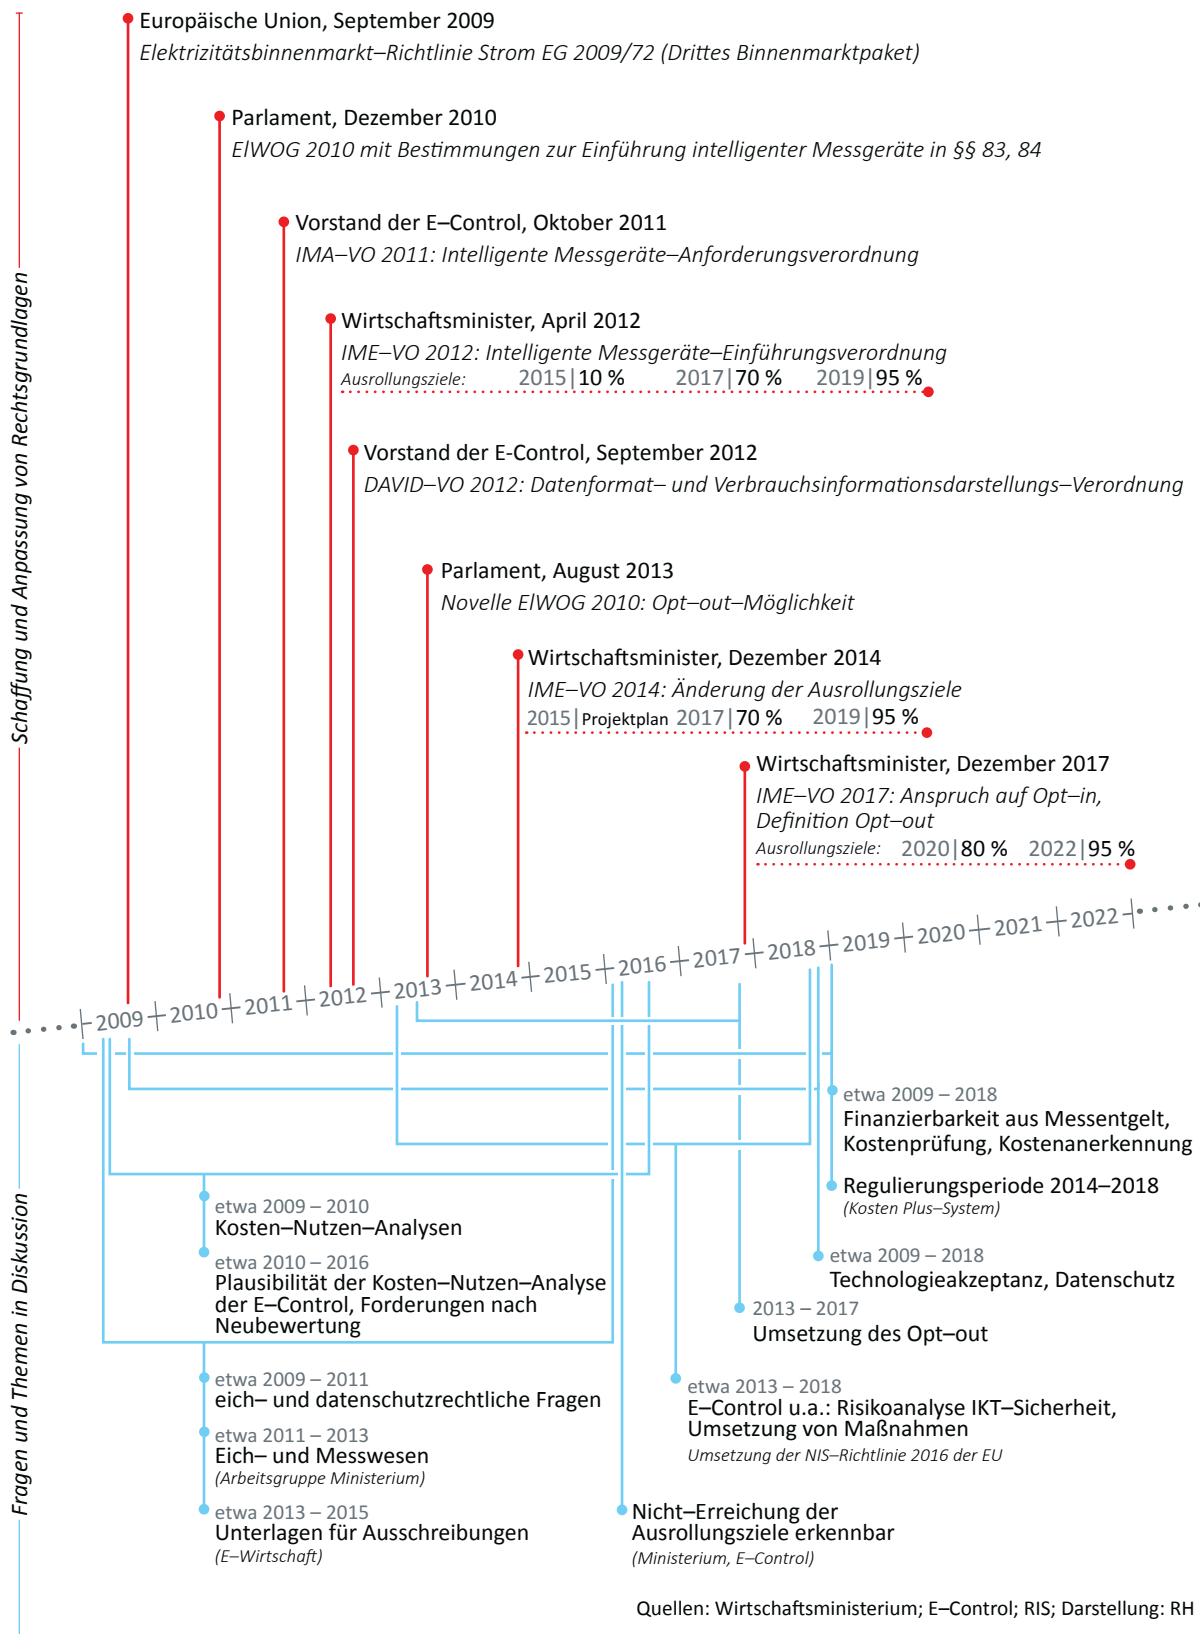 Europäische Union, September 2009
Elektrizitätsbinnenmarkt–Richtlinie Strom EG 2009/72 (Drittes Binnenmarktpaket)
Parlament, Dezember 2010
ElWOG 2010 mit Bestimmungen zur Einführung intelligenter Messgeräte in §§ 83, 84
Vorstand der E–Control, Oktober 2011
IMA–VO 2011: Intelligente Messgeräte–Anforderungsverordnung
Wirtschaftsminister, April 2012
IME–VO 2012: Intelligente Messgeräte–Einführungsverordnung
Ausrollungsziele: 2015|10 % 2017|70 % 2019|95 %
Vorstand der E-Control, September 2012
DAVID–VO 2012: Datenformat– und Verbrauchsinformationsdarstellungs–Verordnung
Parlament, August 2013
Novelle ElWOG 2010: Opt–out–Möglichkeit
Wirtschaftsminister, Dezember 2014
IME–VO 2014: Änderung der Ausrollungsziele
2015|Projektplan 2017|70 % 2019|95 %
Wirtschaftsminister, Dezember 2017
IME–VO 2017: Anspruch auf Opt–in,
Definition Opt–out
Ausrollungsziele: 2020|80 % 2022|95 %
Schaffung und Anpassung von Rechtsgrundlagen
2009 2010 2011 2012 2013 2014 2015 2016 2017 2018 2019 2020 2021 2022
Fragen und Themen in Diskussion
etwa 2009 – 2018
Finanzierbarkeit aus Messentgelt,
Kostenprüfung, Kostenanerkennung
Regulierungsperiode 2014–2018
(Kosten Plus–System)
etwa 2009 – 2010
Kosten–Nutzen–Analysen
etwa 2010 – 2016
Plausibilität der Kosten–Nutzen–Analyse
der E–Control, Forderungen nach
Neubewertung
etwa 2009 – 2018
Technologieakzeptanz, Datenschutz
2013 – 2017
Umsetzung des Opt–out
etwa 2009 – 2011
eich– und datenschutzrechtliche Fragen
etwa 2011 – 2013
Eich– und Messwesen
(Arbeitsgruppe Ministerium)
etwa 2013 – 2015
Unterlagen für Ausschreibungen
(E–Wirtschaft)
etwa 2013 – 2018
E–Control u.a.: Risikoanalyse IKT–Sicherheit,
Umsetzung von Maßnahmen
Umsetzung der NIS–Richtlinie 2016 der EU
Nicht–Erreichung der
Ausrollungsziele erkennbar
(Ministerium, E–Control)
Quellen: Wirtschaftsministerium; E–Control; RIS; Darstellung: RH